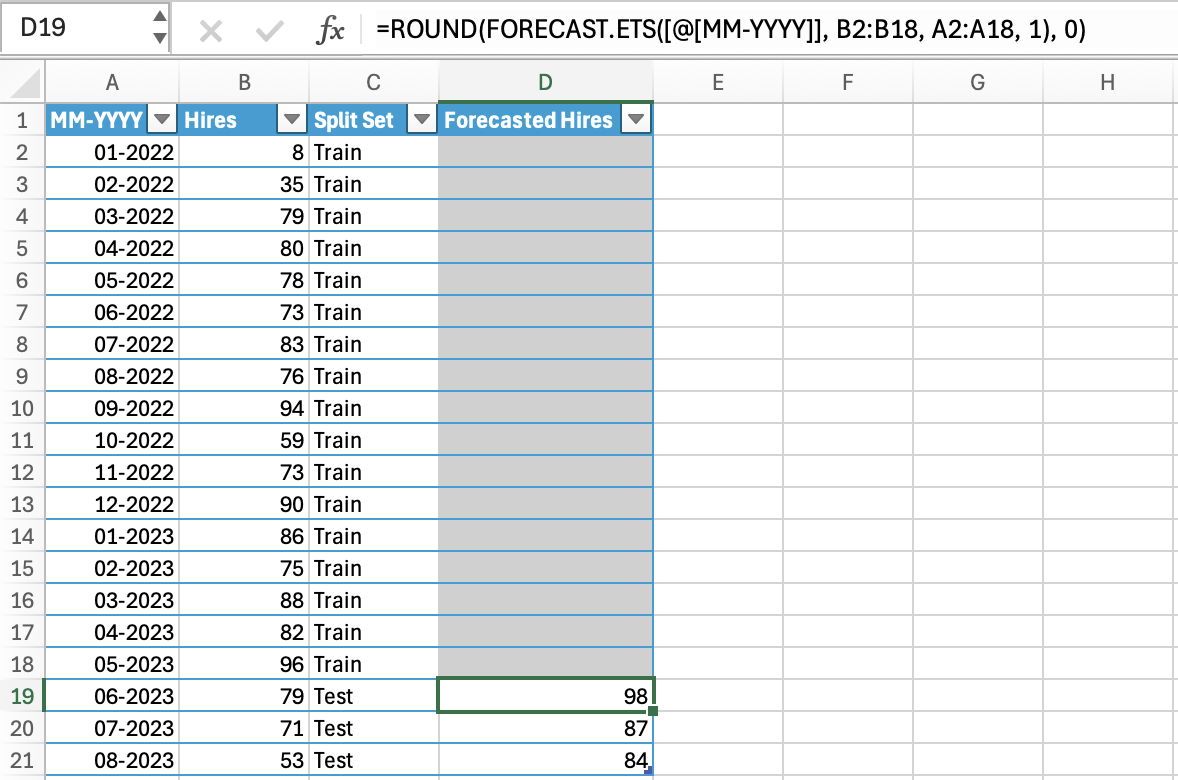 D19 fx =ROUND(FORECAST.ETS([@[MM-YYYY]], B2:B18, A2:A18, 1), 0)
A B C D E F G H
1 MM-YYYY Hires Split Set Forecasted Hires
2 01-2022 8 Train
3 02-2022 35 Train
4 03-2022 79 Train
5 04-2022 80 Train
6 05-2022 78 Train
7 06-2022 73 Train
8 07-2022 83 Train
9 08-2022 76 Train
10 09-2022 94 Train
11 10-2022 59 Train
12 11-2022 73 Train
13 12-2022 90 Train
14 01-2023 86 Train
15 02-2023 75 Train
16 03-2023 88 Train
17 04-2023 82 Train
18 05-2023 96 Train
19 06-2023 79 Test 98
20 07-2023 71 Test 87
21 08-2023 53 Test 84